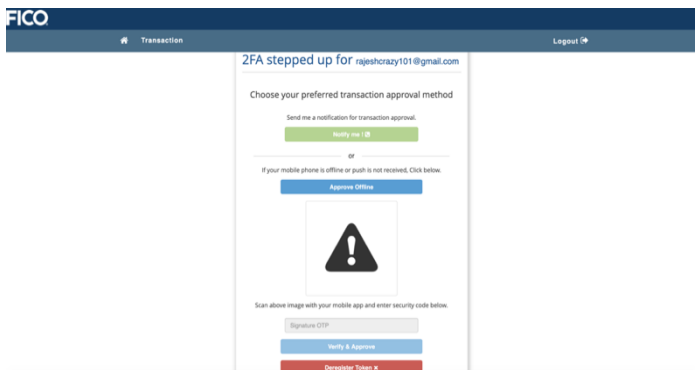 FICO
Transaction
Logout
2FA stepped up for rajeshcrazy101@gmail.com
Choose your preferred transaction approval method
Send me a notification for transaction approval.
Notify me !
or
If your mobile phone is offline or push is not received, Click below.
Approve Offline
Scan above image with your mobile app and enter security code below.
Signature OTP
Verify & Approve
Deregister Token ×